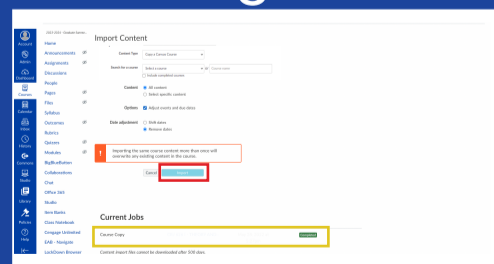 Account
Admin
Dashboard
Courses
Calendar
Inbox
History
Commons
Studio
Library
Policies
Help
Home
Announcements
Assignments
Discussions
People
Pages
Files
Syllabus
Outcomes
Rubrics
Quizzes
Modules
BigBlueButton
Collaborations
Chat
Office 365
Studio
Item Banks
Class Notebook
Cengage Unlimited
EAB - Navigate
LockDown Browser
Import Content
Content Type
Copy a Canvas Course
Search for a course
Select a course
or
Course name
Include completed courses
Content
All content
Select specific content
Options
Adjust events and due dates
Date adjustment
Shift dates
Remove dates
! Importing the same course content more than once will
overwrite any existing content in the course.
Cancel
Import
Current Jobs
Course Copy
Completed
Content import files cannot be downloaded after 500 days.